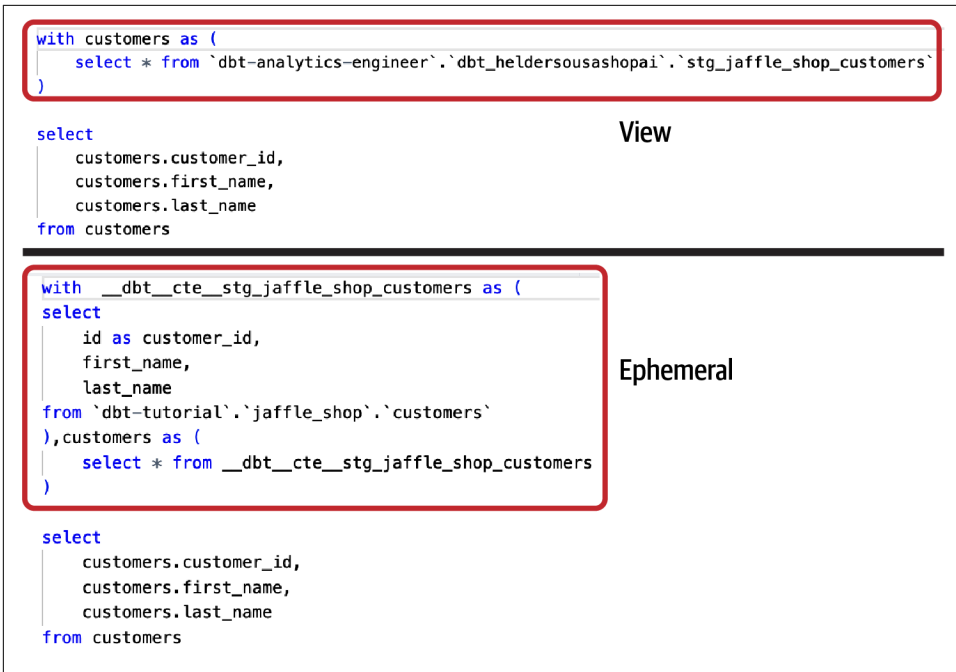 with customers as (
select * from `dbt-analytics-engineer`.`dbt_heldersousashopai`.`stg_jaffle_shop_customers`
)
View
select
customers.customer_id,
customers.first_name,
customers.last_name
from customers
with __dbt__cte__stg_jaffle_shop_customers as (
select
id as customer_id,
first_name,
Ephemeral
last_name
from `dbt-tutorial`.`jaffle_shop`.`customers`
),customers as (
select * from __dbt__cte__stg_jaffle_shop_customers
)
select
customers.customer_id,
customers.first_name,
customers.last_name
from customers